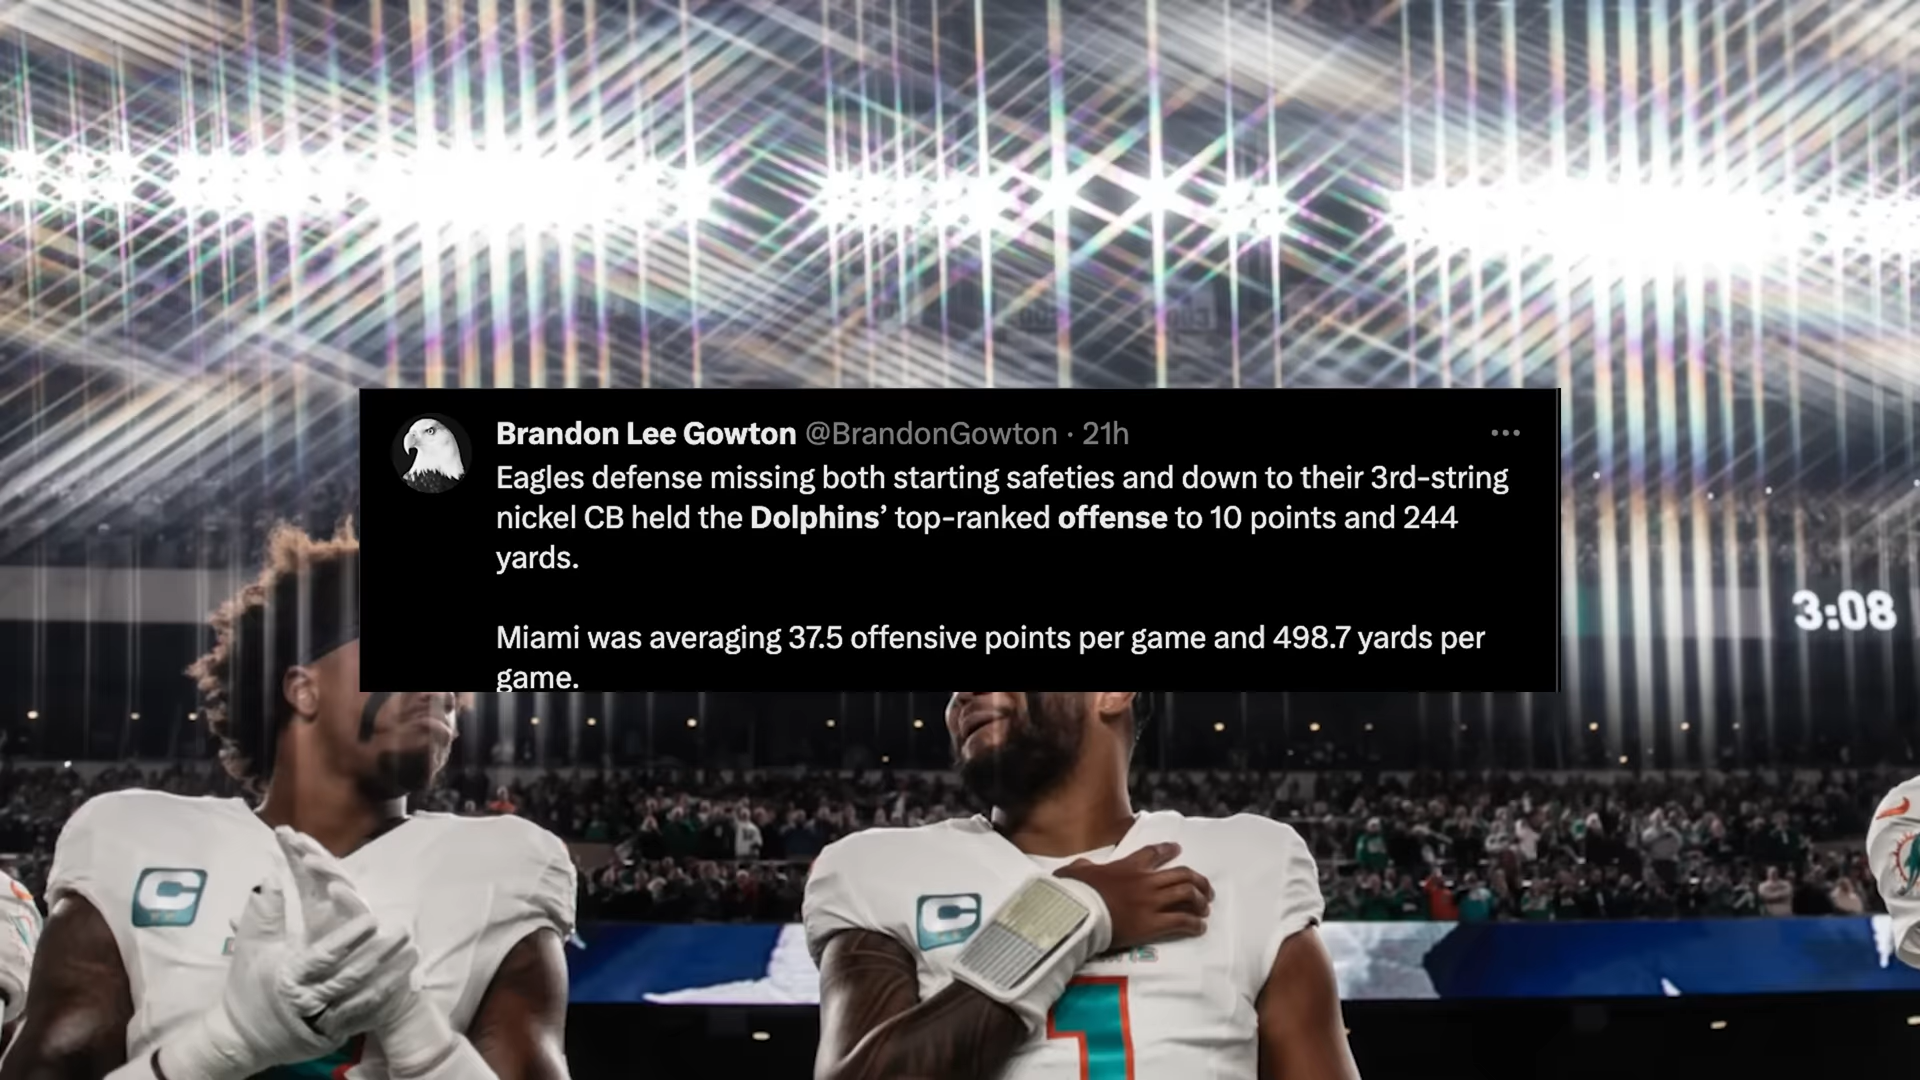 Brandon Lee Gowton @BrandonGowton · 21h
Eagles defense missing both starting safeties and down to their 3rd-string
nickel CB held the Dolphins’ top-ranked offense to 10 points and 244
yards.
Miami was averaging 37.5 offensive points per game and 498.7 yards per
game.
3:08
C
C
1